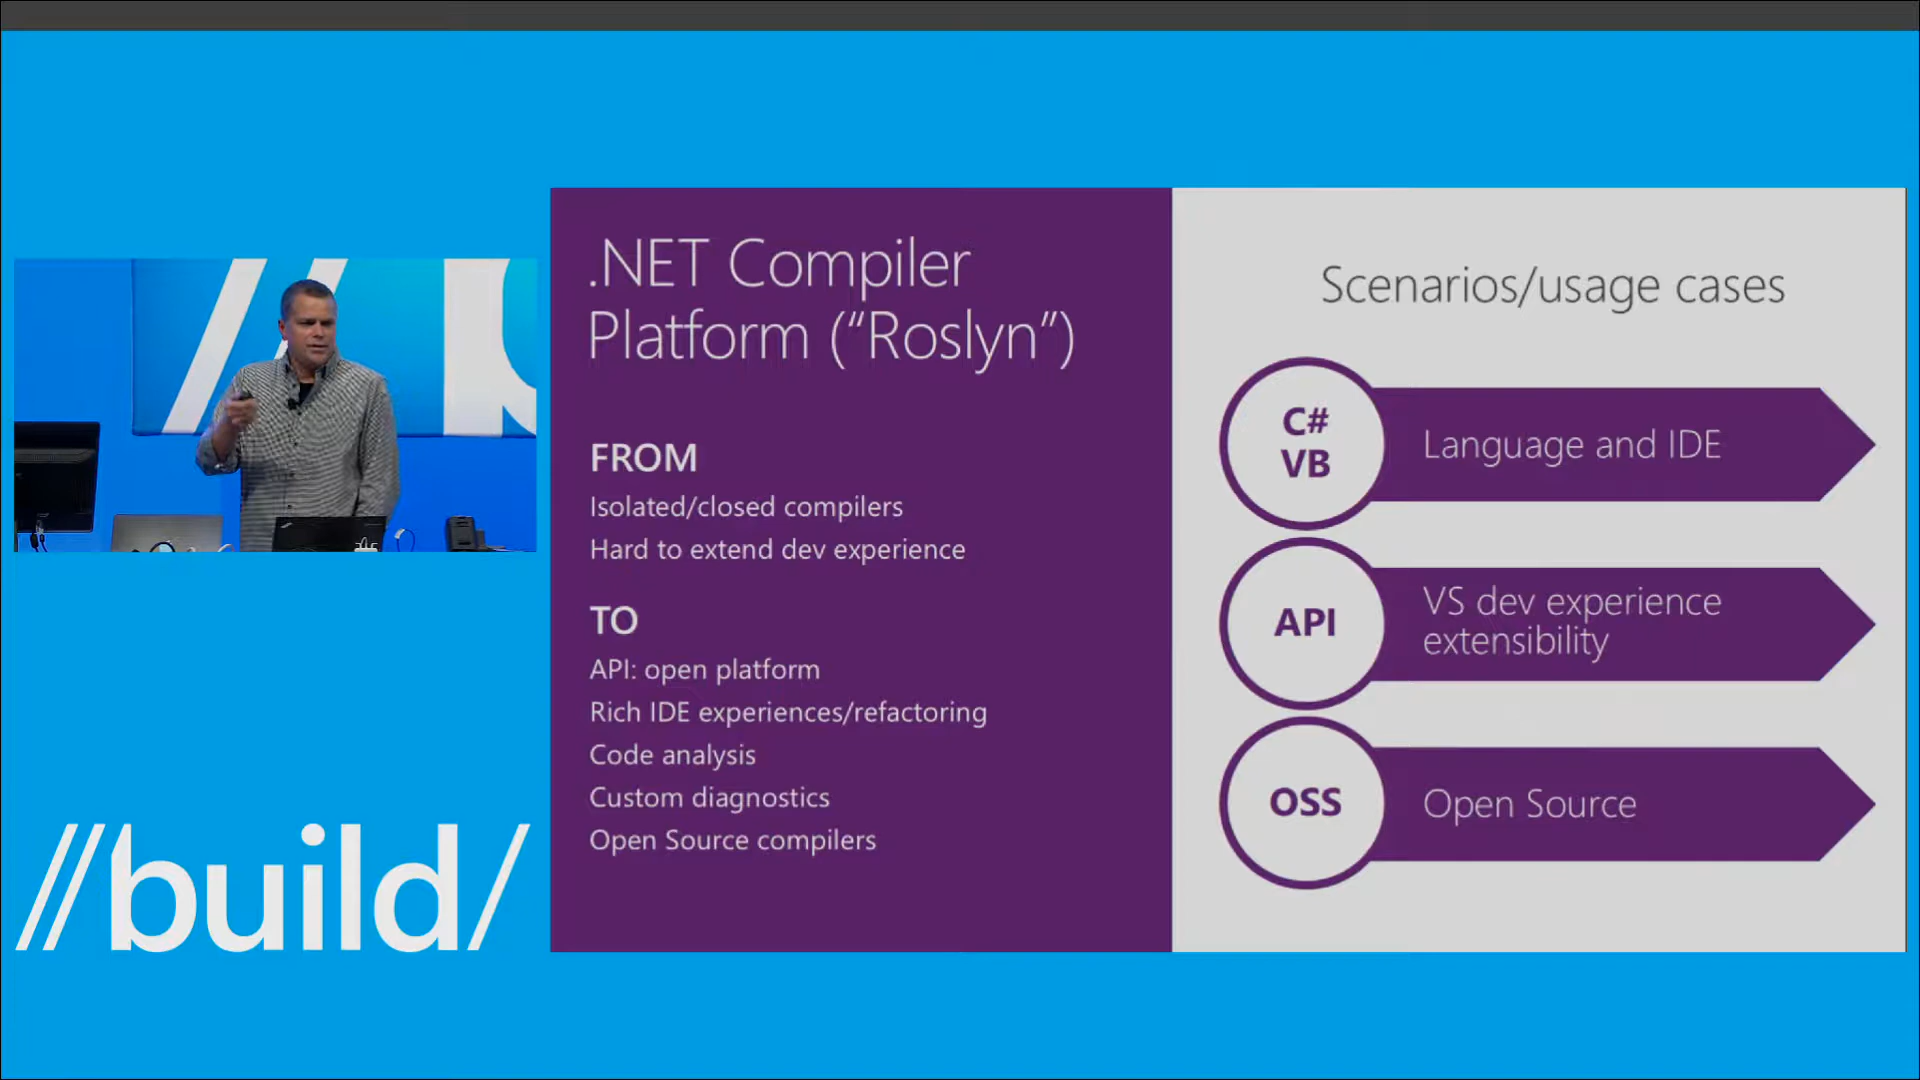 .NET Compiler
Platform (“Roslyn”)
FROM
Isolated/closed compilers
Hard to extend dev experience
TO
API: open platform
Rich IDE experiences/refactoring
Code analysis
Custom diagnostics
Open Source compilers
Scenarios/usage cases
C#
VB
Language and IDE
API
VS dev experience
extensibility
OSS
Open Source
//build/